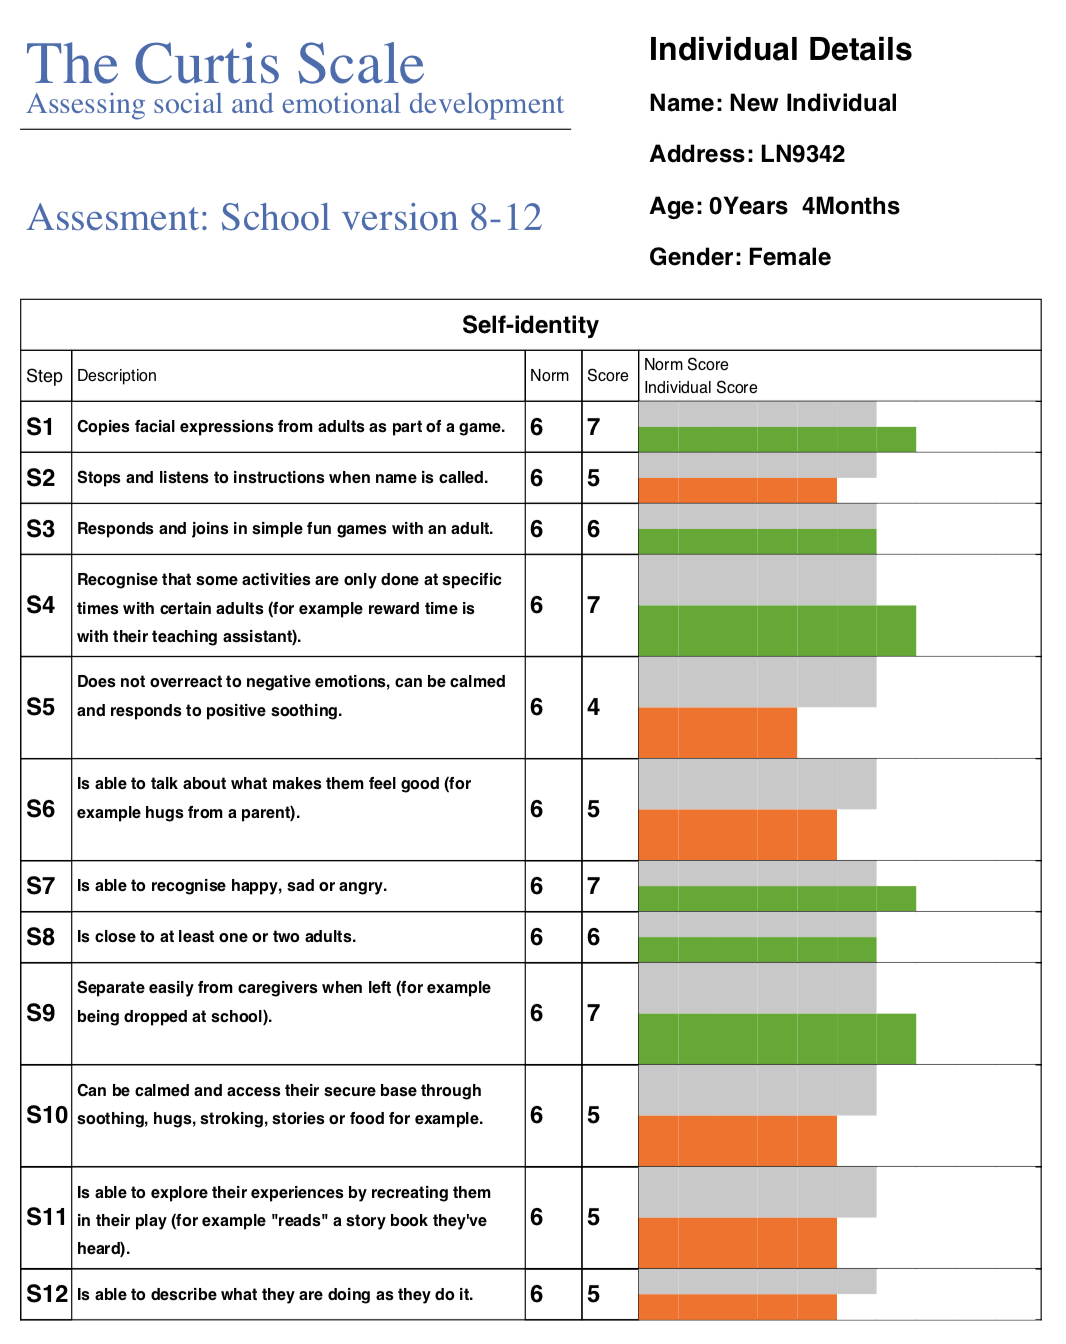 The Curtis Scale
Assessing social and emotional development
Assesment: School version 8-12
Individual Details
Name: New Individual
Address: LN9342
Age: 0Years  4Months
Gender: Female
Self-identity
Step Description Norm Score Norm Score
Individual Score
S1 Copies facial expressions from adults as part of a game. 6 7
S2 Stops and listens to instructions when name is called. 6 5
S3 Responds and joins in simple fun games with an adult. 6 6
S4 Recognise that some activities are only done at specific
times with certain adults (for example reward time is 6 7
with their teaching assistant).
S5 Does not overreact to negative emotions, can be calmed
and responds to positive soothing. 6 4
S6 Is able to talk about what makes them feel good (for
example hugs from a parent). 6 5
S7 Is able to recognise happy, sad or angry. 6 7
S8 Is close to at least one or two adults. 6 6
S9 Separate easily from caregivers when left (for example
being dropped at school). 6 7
S10 Can be calmed and access their secure base through
soothing, hugs, stroking, stories or food for example. 6 5
S11 Is able to explore their experiences by recreating them
in their play (for example "reads" a story book they've 6 5
heard).
S12 Is able to describe what they are doing as they do it. 6 5